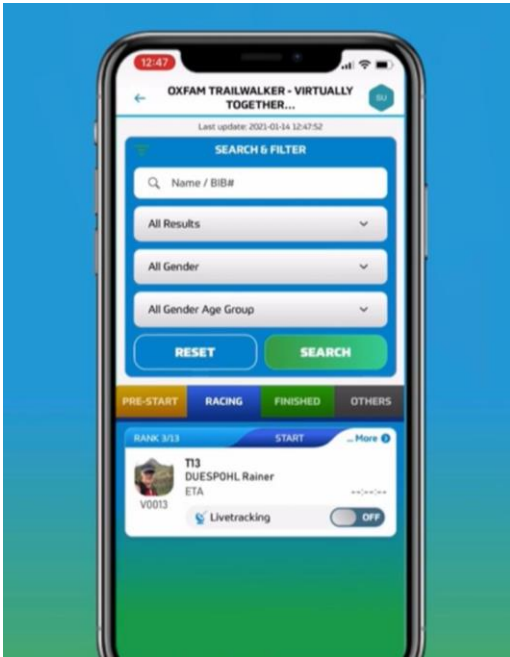 12:47
OXFAM TRAILWALKER - VIRTUALLY
TOGETHER...
SU
Last update: 2021-01-14 12:47:52
SEARCH & FILTER
Name / BIB#
All Results
All Gender
All Gender Age Group
RESET
SEARCH
PRE-START
RACING
FINISHED
OTHERS
RANK 3/13
START
... More
T13
DUESPOHL Rainer
ETA
--:--:--
V0013
Livetracking
OFF